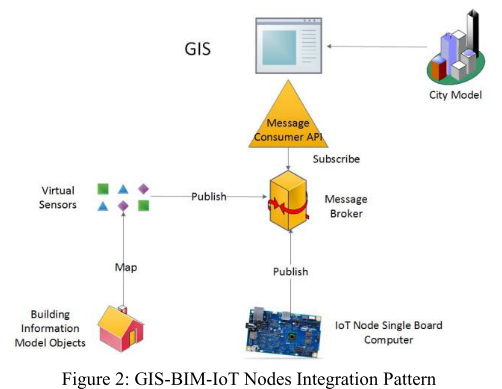 GIS
City Model
Message
Consumer API
Subscribe
Virtual
Sensors
Publish
Message
Broker
Map
Publish
Building
Information
Model Objects
IoT Node Single Board
Computer
Figure 2: GIS-BIM-IoT Nodes Integration Pattern